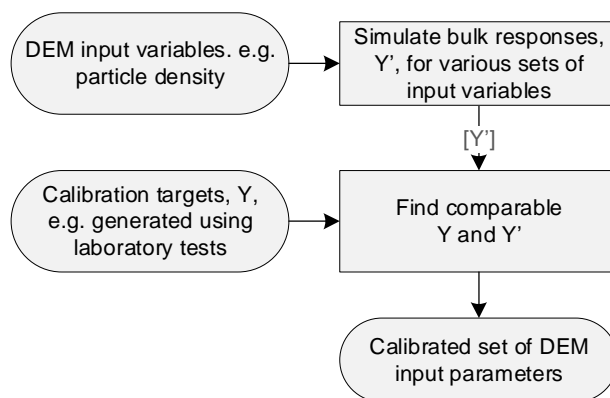 DEM input variables. e.g.
particle density
Simulate bulk responses,
Y’, for various sets of
input variables
[Y’]
Calibration targets, Y,
e.g. generated using
laboratory tests
Find comparable
Y and Y’
Calibrated set of DEM
input parameters